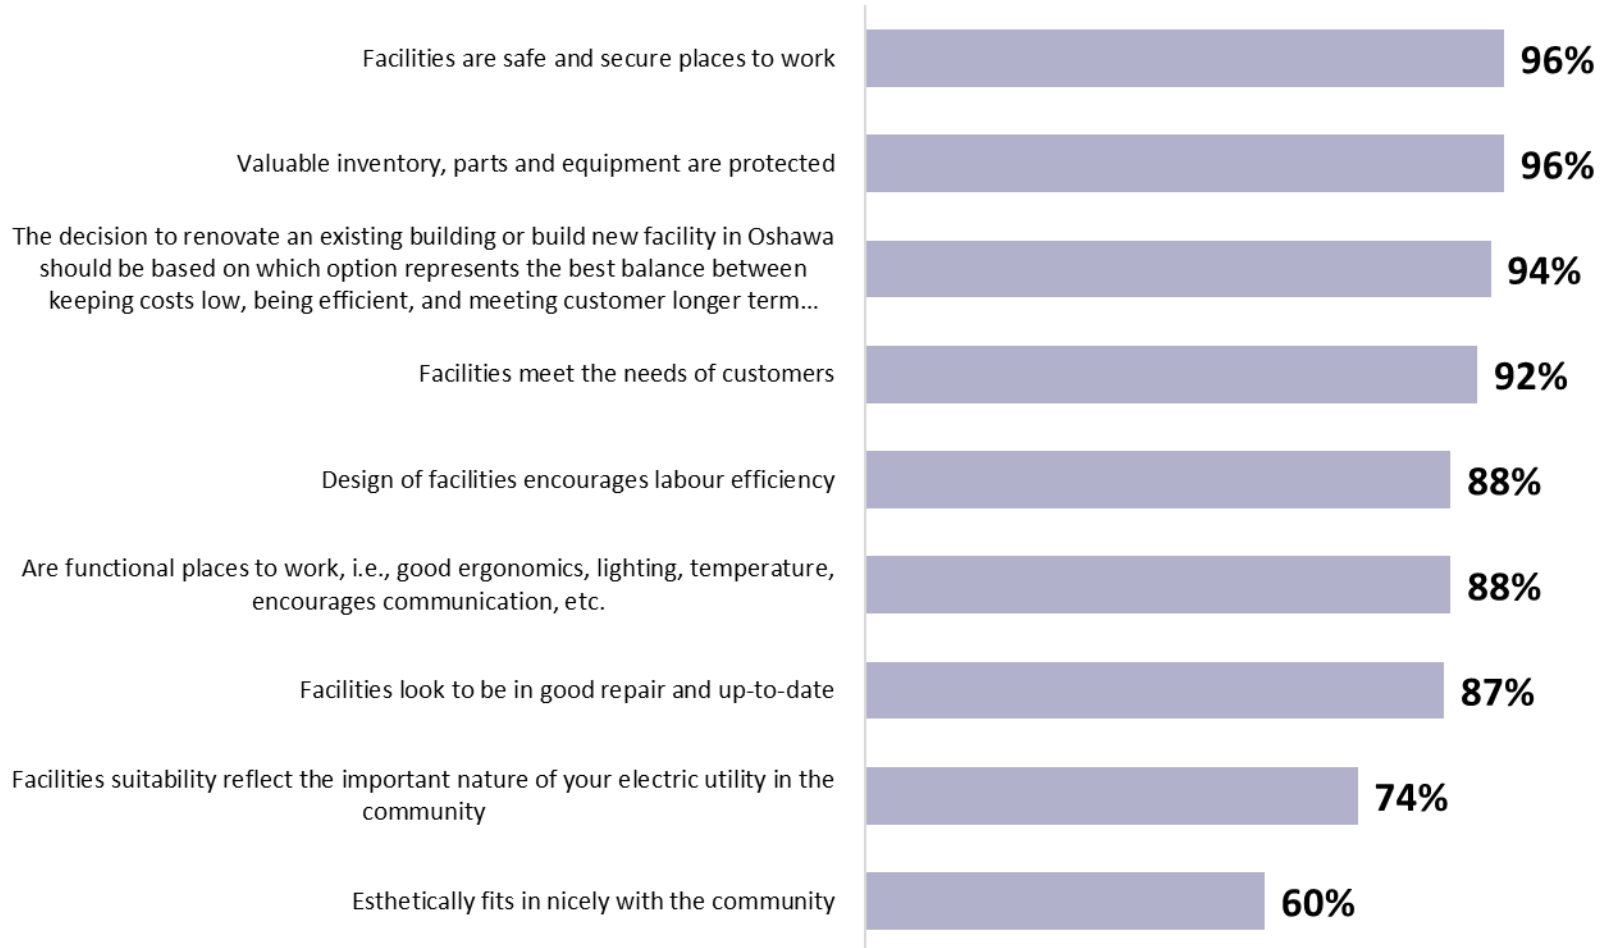 Facilities are safe and secure places to work
96%
Valuable inventory, parts and equipment are protected
96%
The decision to renovate an existing building or build new facility in Oshawa
should be based on which option represents the best balance between
keeping costs low, being efficient, and meeting customer longer term...
94%
Facilities meet the needs of customers
92%
Design of facilities encourages labour efficiency
88%
Are functional places to work, i.e., good ergonomics, lighting, temperature,
encourages communication, etc.
88%
Facilities look to be in good repair and up-to-date
87%
Facilities suitability reflect the important nature of your electric utility in the
community
74%
Esthetically fits in nicely with the community
60%